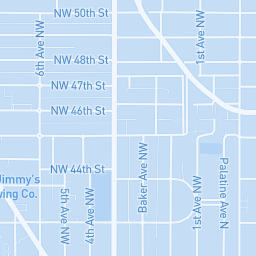 NW 50th St
6th Ave NW
1st Ave NW
NW 48th St
NW 47th St
NW 46th St
NW 44th St
Jimmy's
Co.
5th Ave NW
4th Ave NW
Baker Ave NW
1st Ave NW
Palatine Ave N